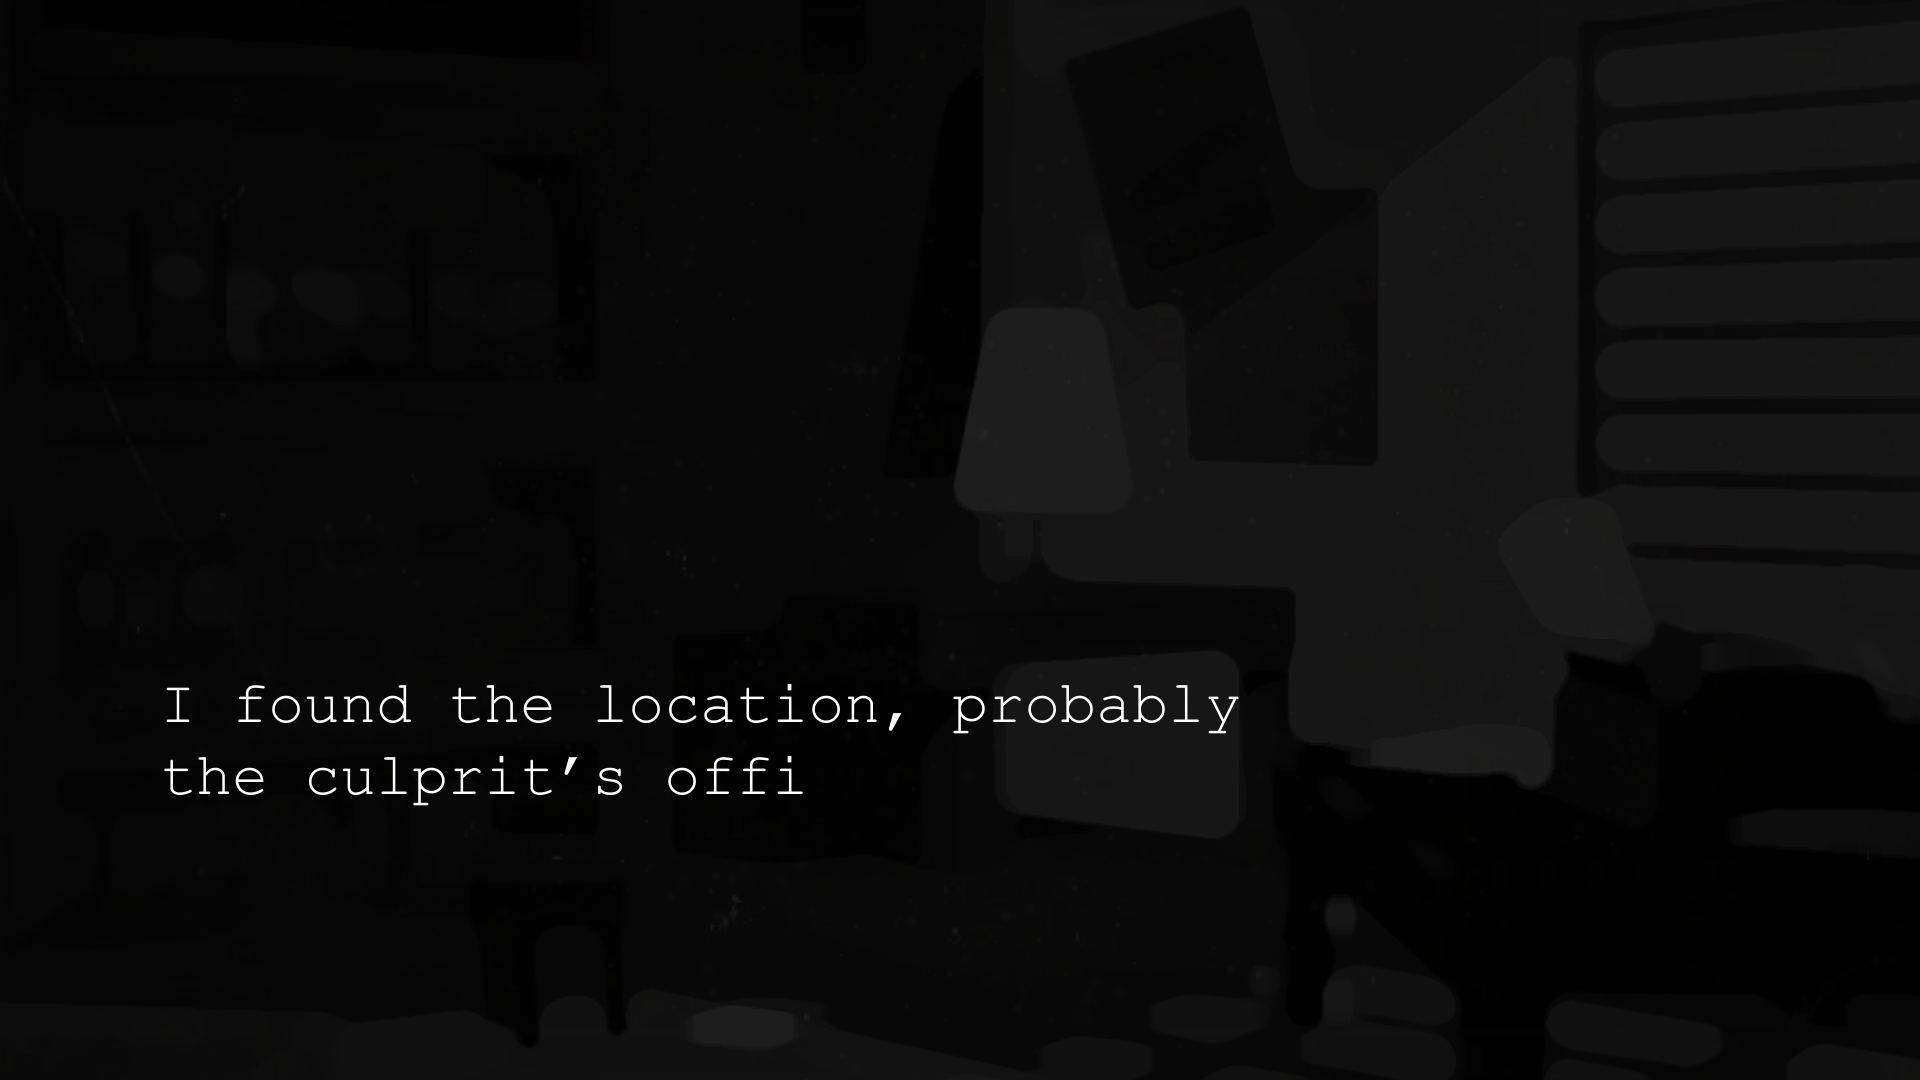 I found the location, probably
the culprit’s offi